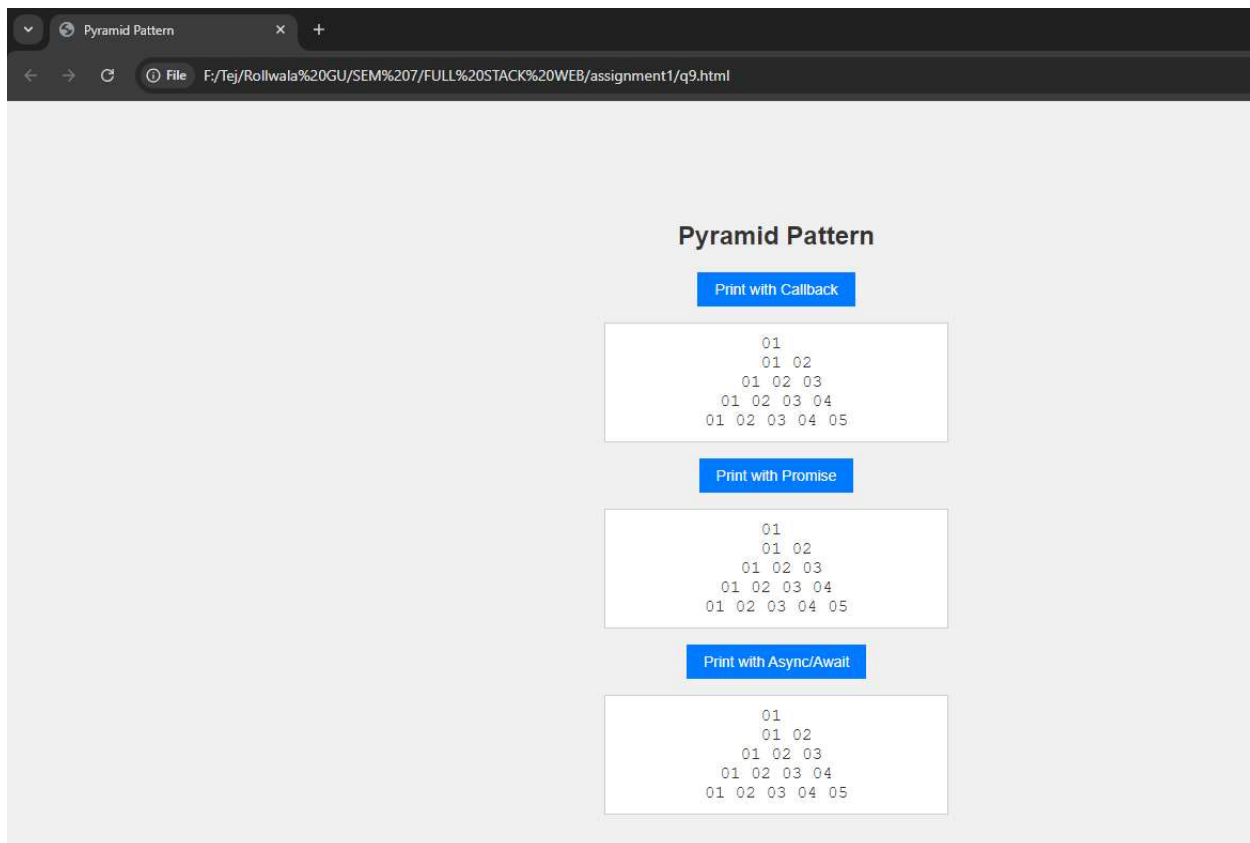 Pyramid Pattern
File F:/Tej/Rollwala%20GU/SEM%207/FULL%20STACK%20WEB/assignment1/q9.html
Pyramid Pattern
Print with Callback
01
01 02
01 02 03
01 02 03 04
01 02 03 04 05
Print with Promise
01
01 02
01 02 03
01 02 03 04
01 02 03 04 05
Print with Async/Await
01
01 02
01 02 03
01 02 03 04
01 02 03 04 05